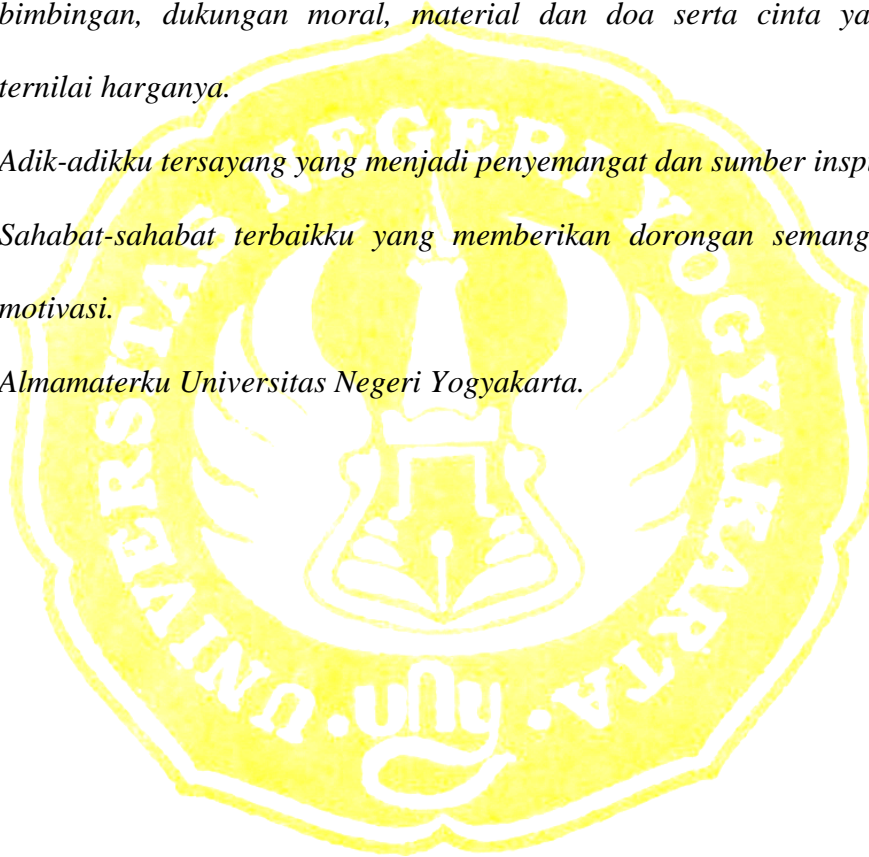 bimbingan, dukungan moral, material dan doa serta cinta ya
ternilai harganya.
Adik-adikku tersayang yang menjadi penyemangat dan sumber insp
Sahabat-sahabat terbaikku yang memberikan dorongan semang
motivasi.
Almamaterku Universitas Negeri Yogyakarta.
UNIVERSITAS NEGERI YOGYAKARTA
uny